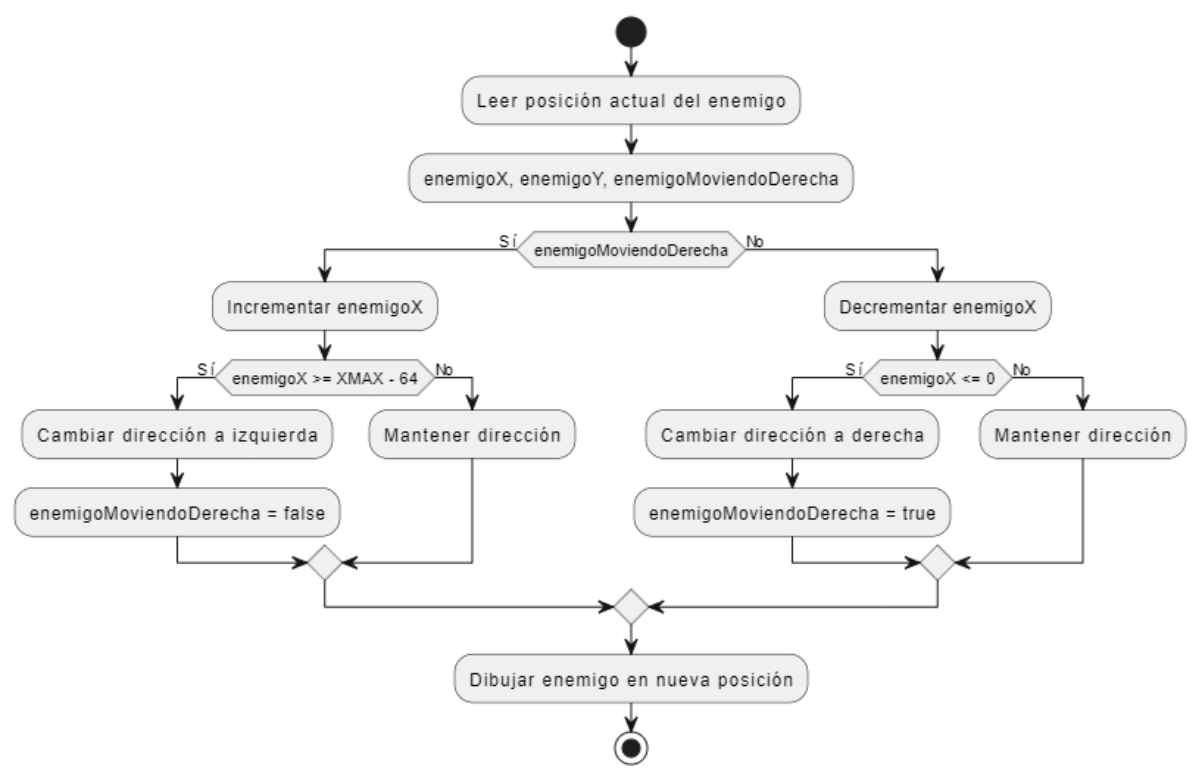 Leer posición actual del enemigo
enemigoX, enemigoY, enemigoMoviendoDerecha
Sí
enemigoMoviendoDerecha
No
Incrementar enemigoX
Decrementar enemigoX
Sí
enemigoX >= XMAX - 64
No
Sí
enemigoX <= 0
No
Cambiar dirección a izquierda
Mantener dirección
Cambiar dirección a derecha
Mantener dirección
enemigoMoviendoDerecha = false
enemigoMoviendoDerecha = true
Dibujar enemigo en nueva posición